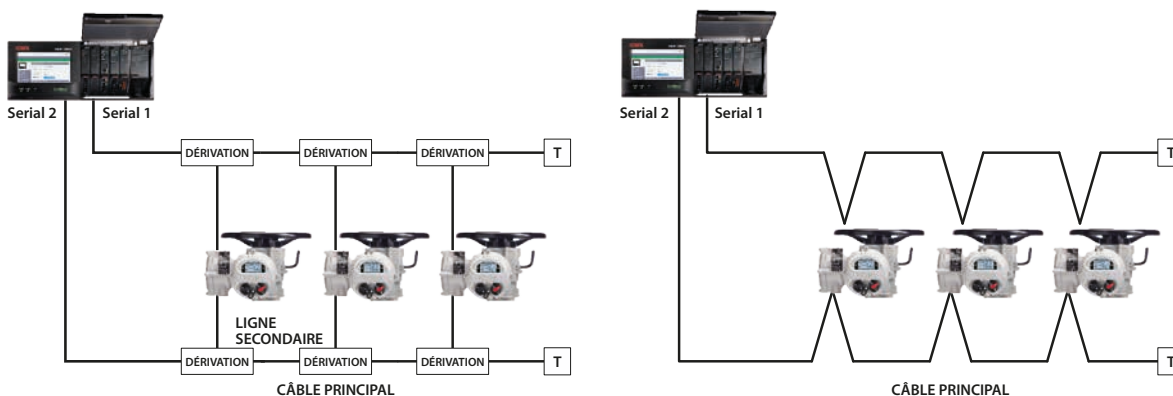 Serial 2
Serial 1
DÉRIVATION
DÉRIVATION
DÉRIVATION
T
LIGNE
SECONDAIRE
DÉRIVATION
DÉRIVATION
DÉRIVATION
T
CÂBLE PRINCIPAL
Serial 2
Serial 1
T
T
CÂBLE PRINCIPAL